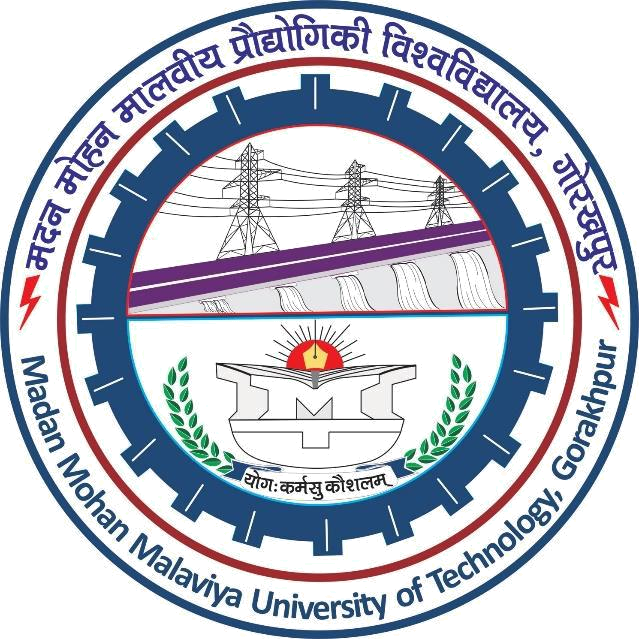 मदन मोहन मालवीय प्रौद्योगिकी विश्वविद्यालय, गोरखपुर
योग: कर्मसु कौशलम्
Madan Mohan Malaviya University of Technology, Gorakhpur